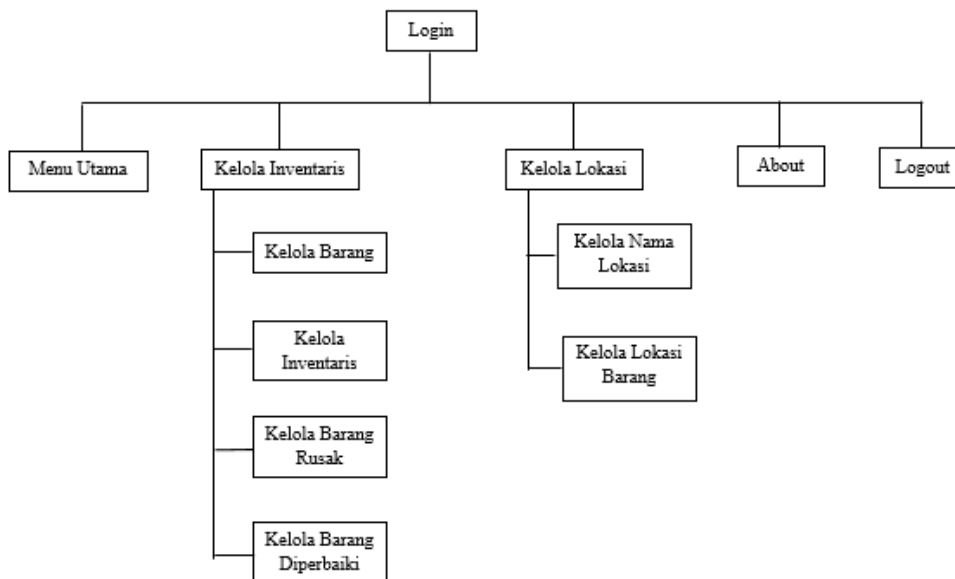 Login
Menu Utama
Kelola Inventaris
Kelola Lokasi
About
Logout
Kelola Barang
Kelola
Inventaris
Kelola Barang
Rusak
Kelola Barang
Diperbaiki
Kelola Nama
Lokasi
Kelola Lokasi
Barang